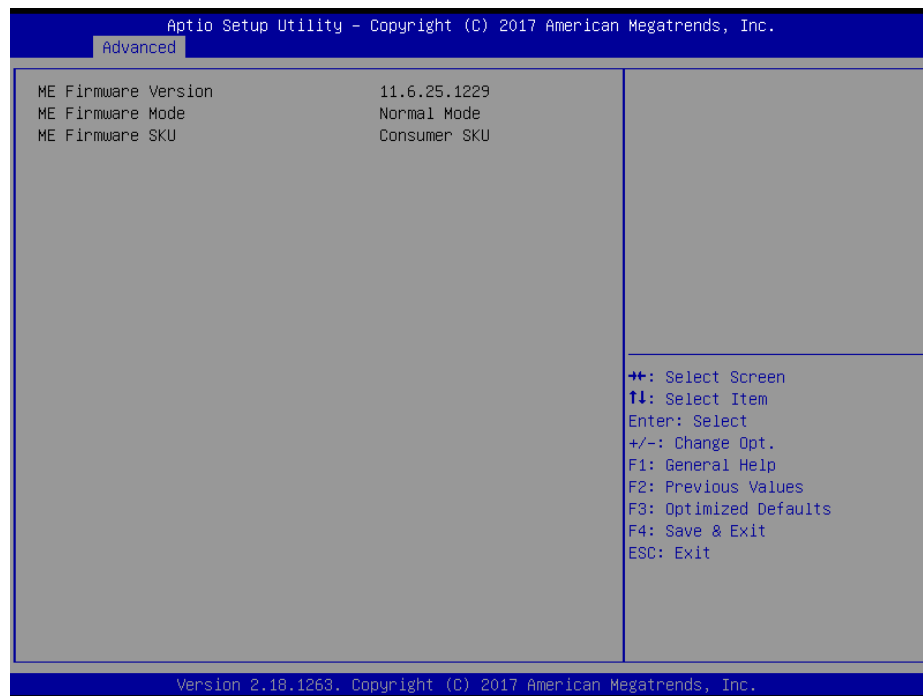 Aptio Setup Utility – Copyright (C) 2017 American Megatrends, Inc.
Advanced
ME Firmware Version 11.6.25.1229
ME Firmware Mode Normal Mode
ME Firmware SKU Consumer SKU
→←: Select Screen
↑↓: Select Item
Enter: Select
+/-: Change Opt.
F1: General Help
F2: Previous Values
F3: Optimized Defaults
F4: Save & Exit
ESC: Exit
Version 2.18.1263. Copyright (C) 2017 American Megatrends, Inc.